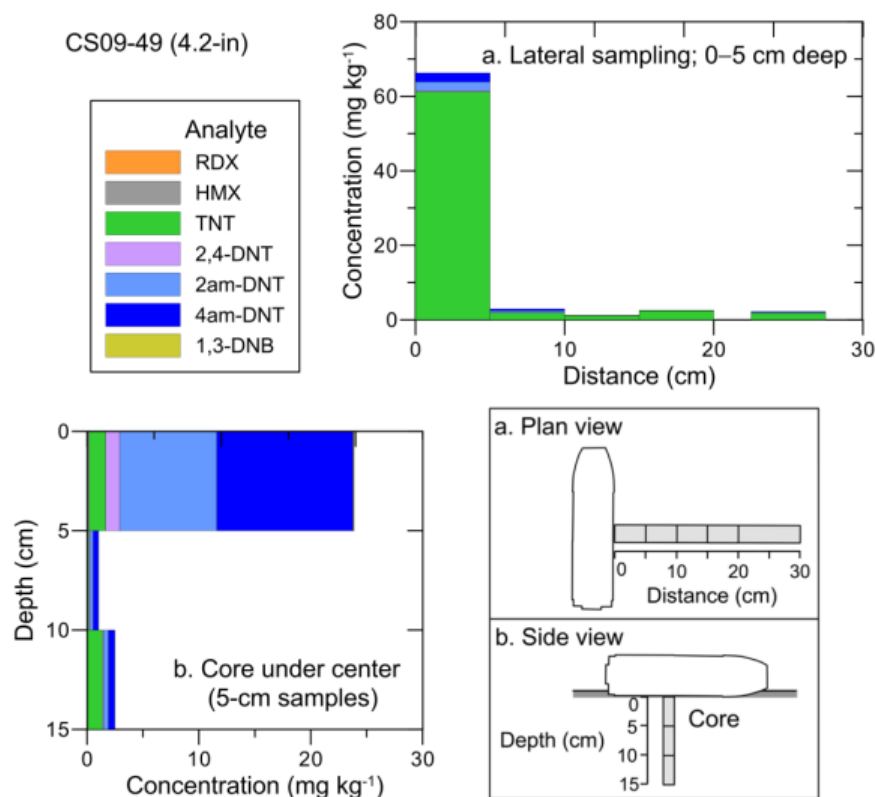 CS09-49 (4.2-in)
Analyte
RDX
HMX
TNT
2,4-DNT
2am-DNT
4am-DNT
1,3-DNB
a. Lateral sampling; 0–5 cm deep
Concentration (mg kg⁻¹)
80
60
40
20
0
0 10 20 30
Distance (cm)
Depth (cm)
0
5
10
15
b. Core under center
(5-cm samples)
0 10 20 30
Concentration (mg kg⁻¹)
a. Plan view
0 10 20 30
Distance (cm)
b. Side view
Depth (cm)
0
5
10
15
Core